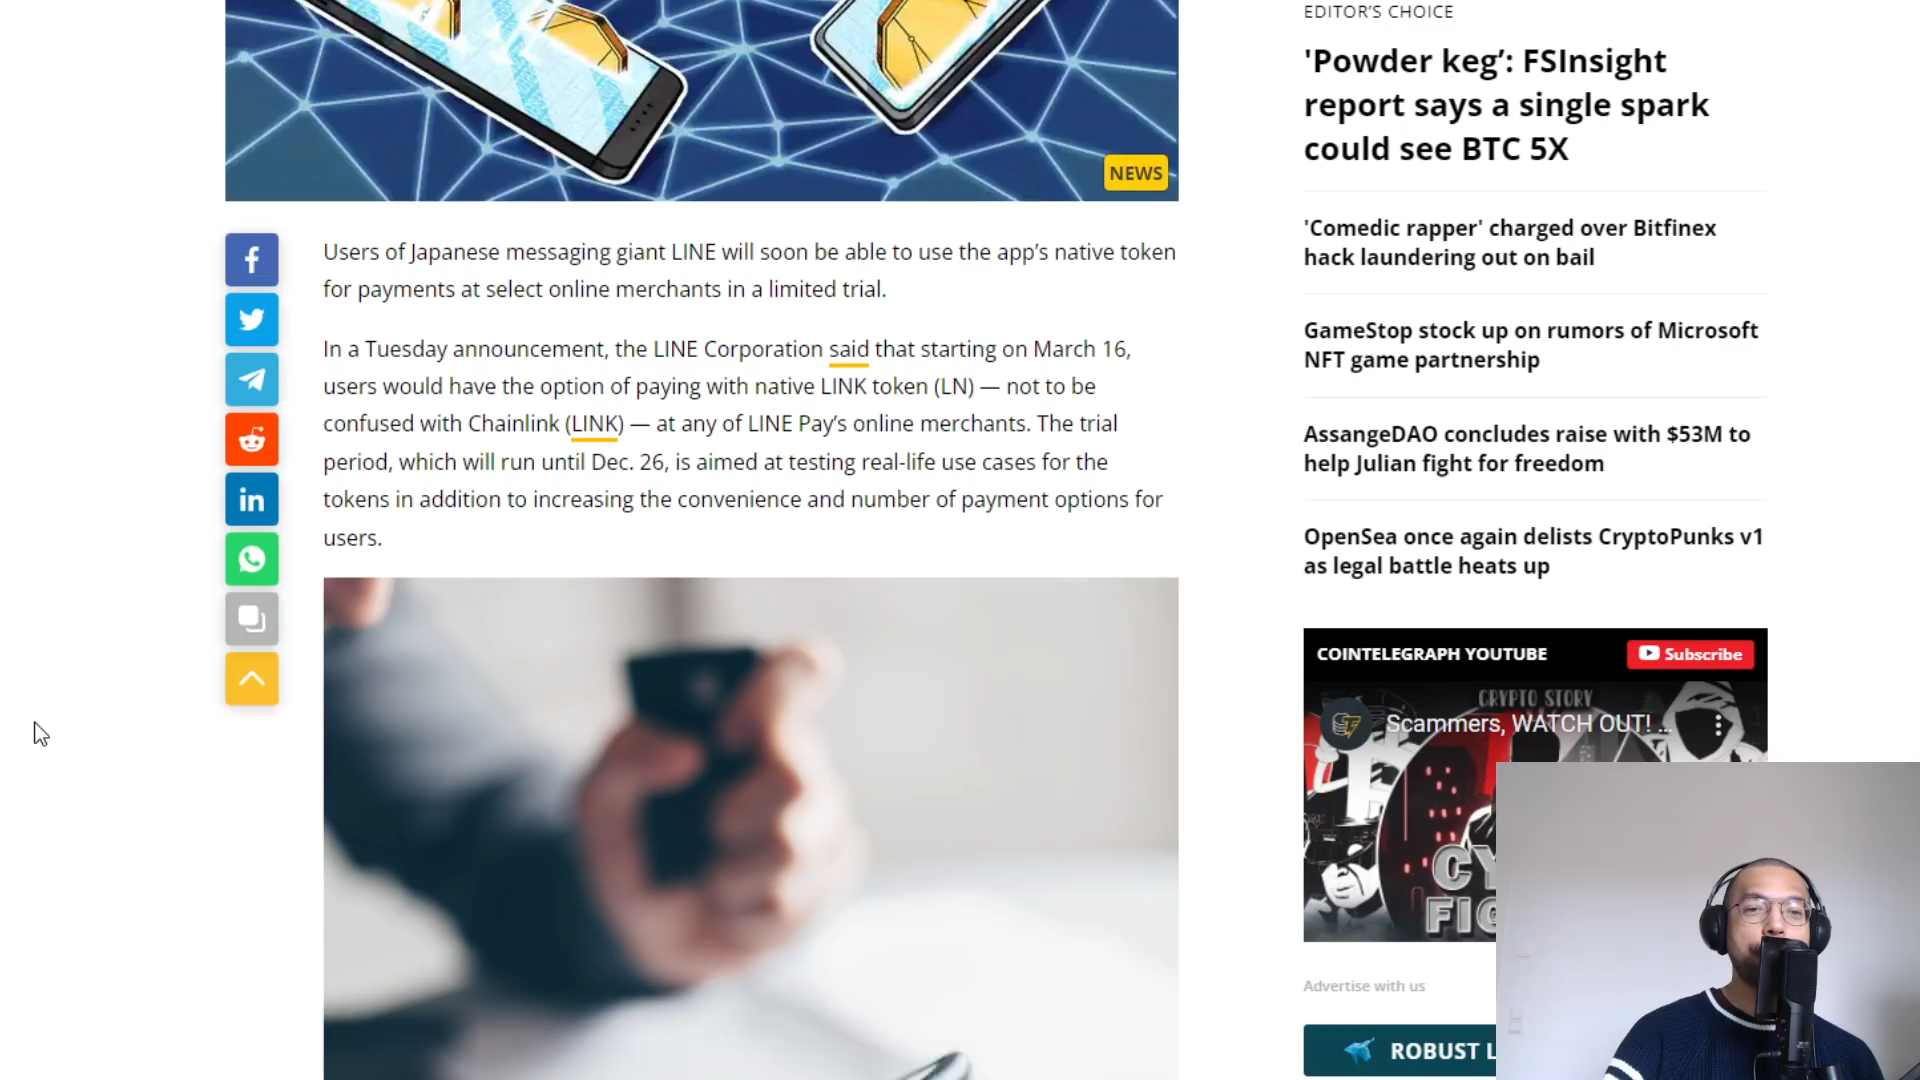 NEWS
Users of Japanese messaging giant LINE will soon be able to use the app’s native token
for payments at select online merchants in a limited trial.
In a Tuesday announcement, the LINE Corporation said that starting on March 16,
users would have the option of paying with native LINK token (LN) — not to be
confused with Chainlink (LINK) — at any of LINE Pay’s online merchants. The trial
period, which will run until Dec. 26, is aimed at testing real-life use cases for the
tokens in addition to increasing the convenience and number of payment options for
users.
EDITOR’S CHOICE
'Powder keg’: FSInsight
report says a single spark
could see BTC 5X
'Comedic rapper' charged over Bitfinex
hack laundering out on bail
GameStop stock up on rumors of Microsoft
NFT game partnership
AssangeDAO concludes raise with $53M to
help Julian fight for freedom
OpenSea once again delists CryptoPunks v1
as legal battle heats up
COINTELEGRAPH YOUTUBE
Subscribe
CRYPTO STORY
Scammers, WATCH OUT! ...
Advertise with us
ROBUST